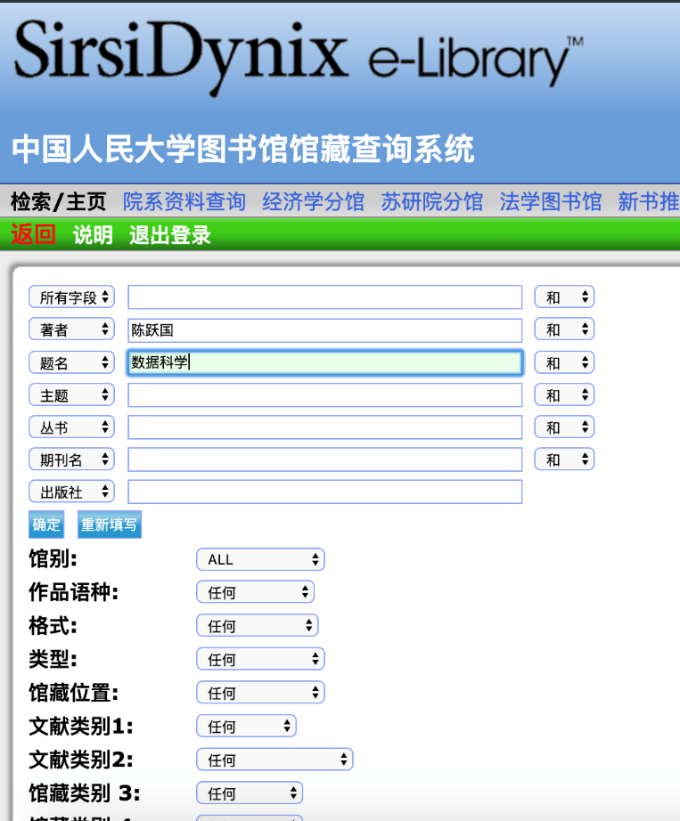 SirsiDynix e-Library™
中国人民大学图书馆馆藏查询系统
检索/主页 院系资料查询 经济学分馆 苏研院分馆 法学图书馆 新书推
返回 说明 退出登录
所有字段 和
著者 陈跃国 和
题名 数据科学 和
主题 和
丛书 和
期刊名 和
出版社
确定 重新填写
馆别: ALL
作品语种: 任何
格式: 任何
类型: 任何
馆藏位置: 任何
文献类别1: 任何
文献类别2: 任何
馆藏类别 3: 任何